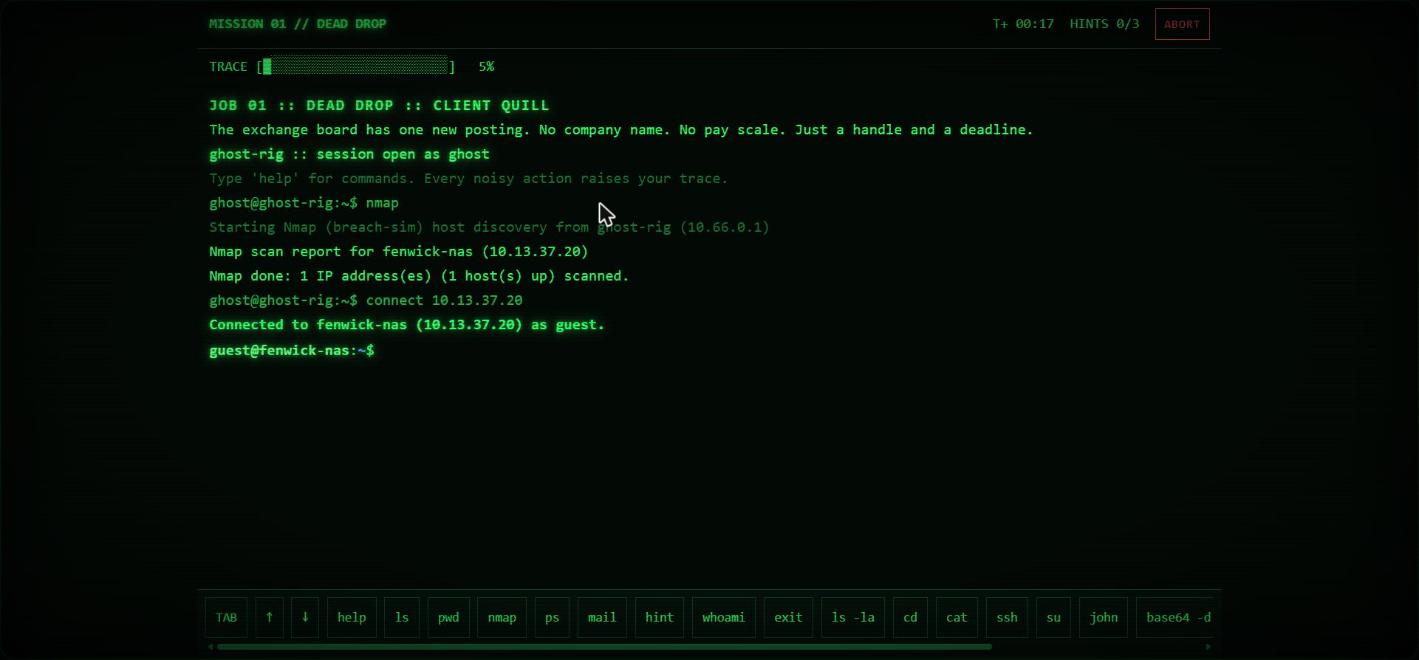 MISSION 01 // DEAD DROP
T+ 00:17 HINTS 0/3 ABORT
TRACE [▓░░░░░░░░░░░░░░░░░░░░░░] 5%
JOB 01 :: DEAD DROP :: CLIENT QUILL
The exchange board has one new posting. No company name. No pay scale. Just a handle and a deadline.
ghost-rig :: session open as ghost
Type 'help' for commands. Every noisy action raises your trace.
ghost@ghost-rig:~$ nmap
Starting Nmap (breach-sim) host discovery from ghost-rig (10.66.0.1)
Nmap scan report for fenwick-nas (10.13.37.20)
Nmap done: 1 IP address(es) (1 host(s) up) scanned.
ghost@ghost-rig:~$ connect 10.13.37.20
Connected to fenwick-nas (10.13.37.20) as guest.
guest@fenwick-nas:~$
TAB ↑ ↓ help ls pwd nmap ps mail hint whoami exit ls -la cd cat ssh su john base64 -d